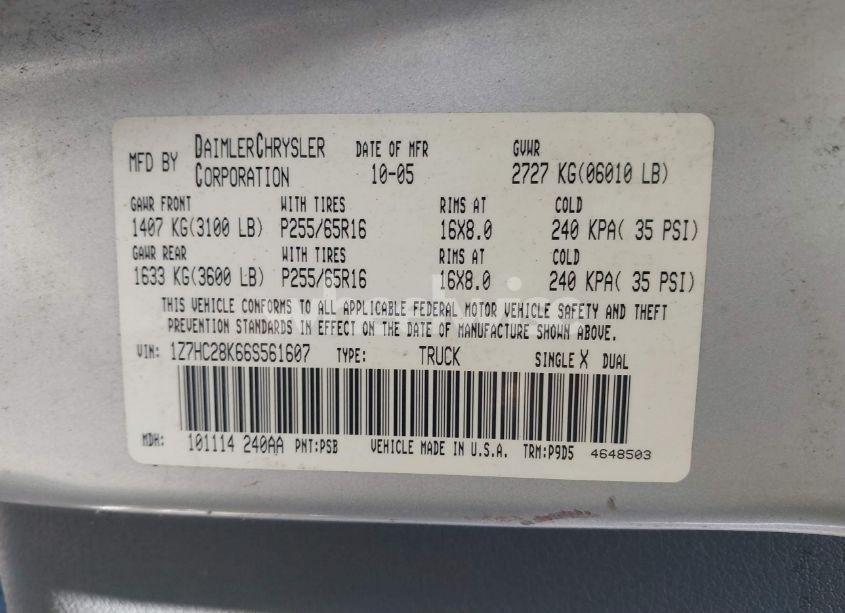 MFD BY DAIMLERCHRYSLER CORPORATION DATE OF MFR 10-05 GVWR 2727 KG(06010 LB)
GAWR FRONT WITH TIRES RIMS AT COLD
1407 KG(3100 LB) P255/65R16 16X8.0 240 KPA( 35 PSI)
GAWR REAR WITH TIRES RIMS AT COLD
1633 KG(3600 LB) P255/65R16 16X8.0 240 KPA( 35 PSI)
THIS VEHICLE CONFORMS TO ALL APPLICABLE FEDERAL MOTOR VEHICLE SAFETY AND THEFT
PREVENTION STANDARDS IN EFFECT ON THE DATE OF MANUFACTURE SHOWN ABOVE.
VIN: 1Z7HC28K66S561607 TYPE: TRUCK SINGLE X DUAL
MDH: 101114 240AA PNT:PSB VEHICLE MADE IN U.S.A. TRM:P9D5 4648503